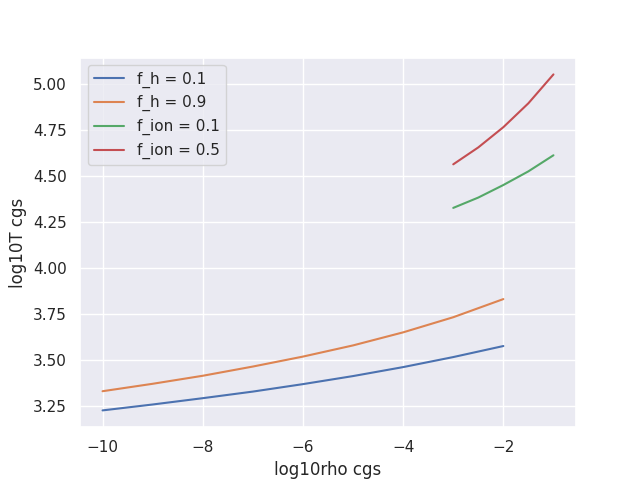 f_h = 0.1
f_h = 0.9
f_ion = 0.1
f_ion = 0.5
5.00
4.75
4.50
4.25
4.00
3.75
3.50
3.25
log10T cgs
−10
−8
−6
−4
−2
log10rho cgs